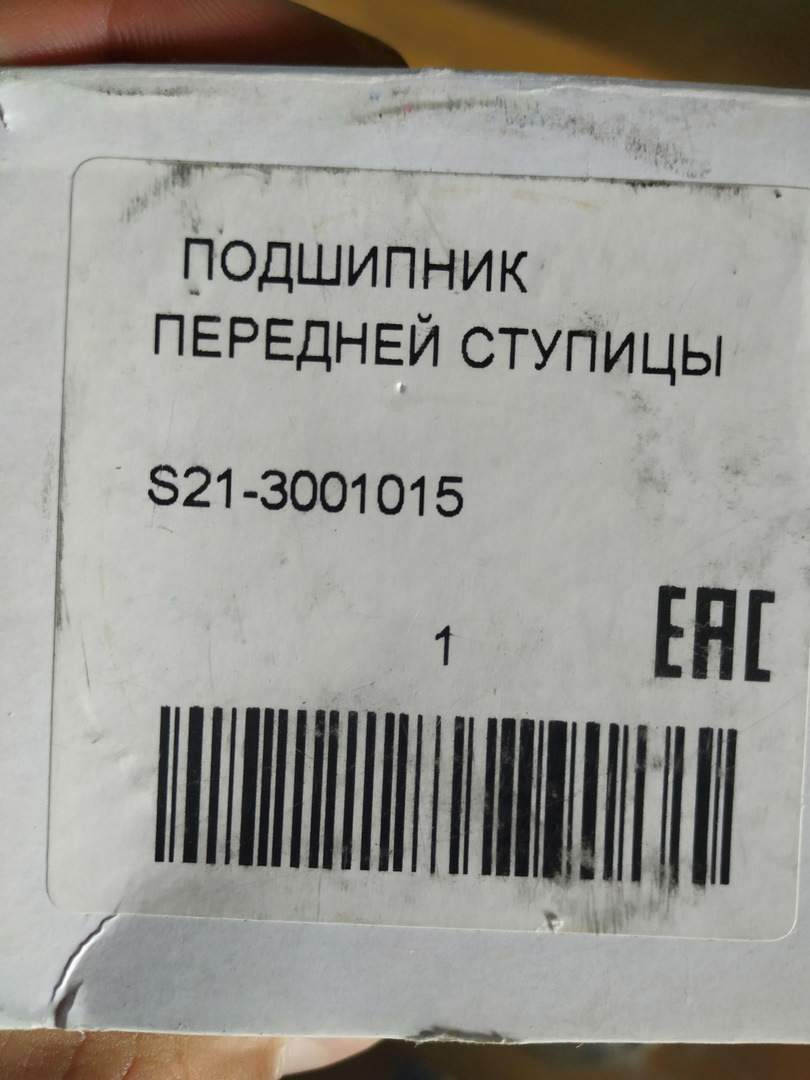 ПОДШИПНИК
ПЕРЕДНЕЙ СТУПИЦЫ
S21-3001015
1
EAC